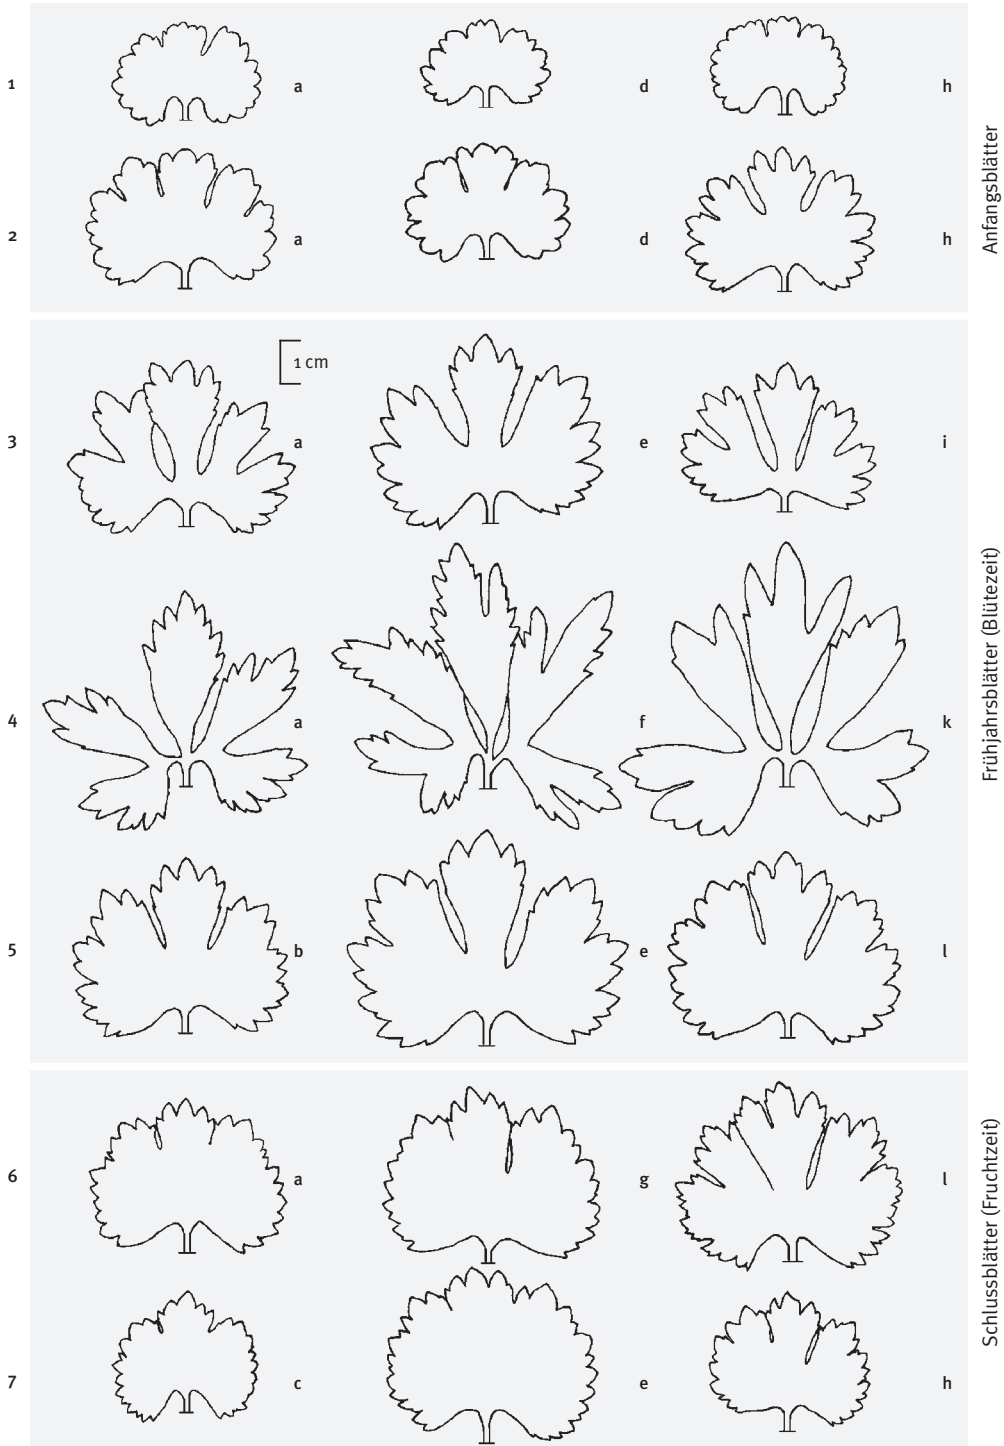 1 a d h
2 a d h
Anfangsblätter
1 cm
3 a e i
4 a f k
5 b e l
Frühjahrsblätter (Blütezeit)
6 a g l
7 c e h
Schlussblätter (Fruchtzeit)